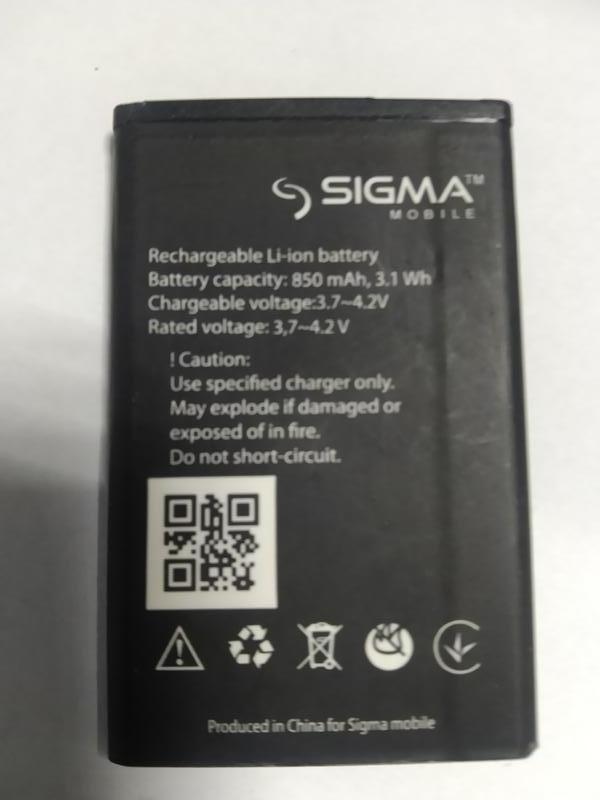 SIGMA™
MOBILE
Rechargeable Li-ion battery
Battery capacity: 850 mAh, 3.1 Wh
Chargeable voltage:3.7~4.2V
Rated voltage: 3,7~4.2 V
! Caution:
Use specified charger only.
May explode if damaged or
exposed of in fire.
Do not short-circuit.
Produced in China for Sigma mobile